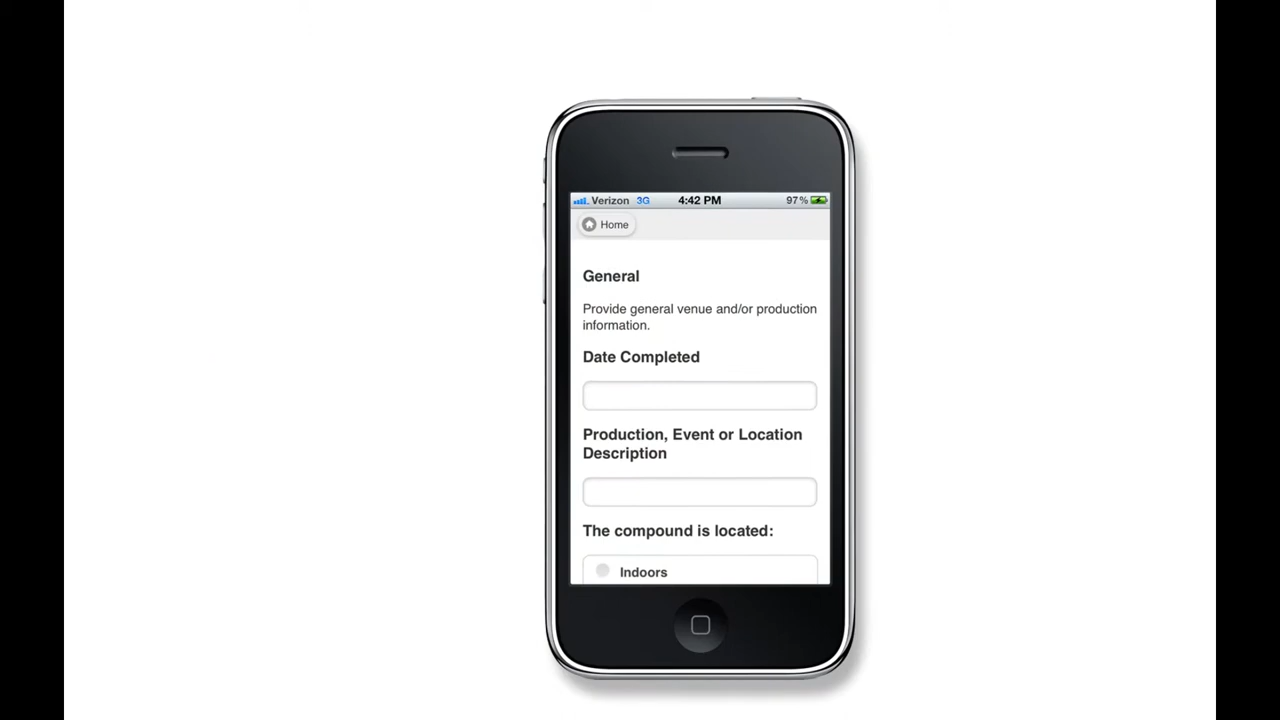 Verizon 3G 4:42 PM 97%
Home
General
Provide general venue and/or production
information.
Date Completed
Production, Event or Location
Description
The compound is located:
Indoors